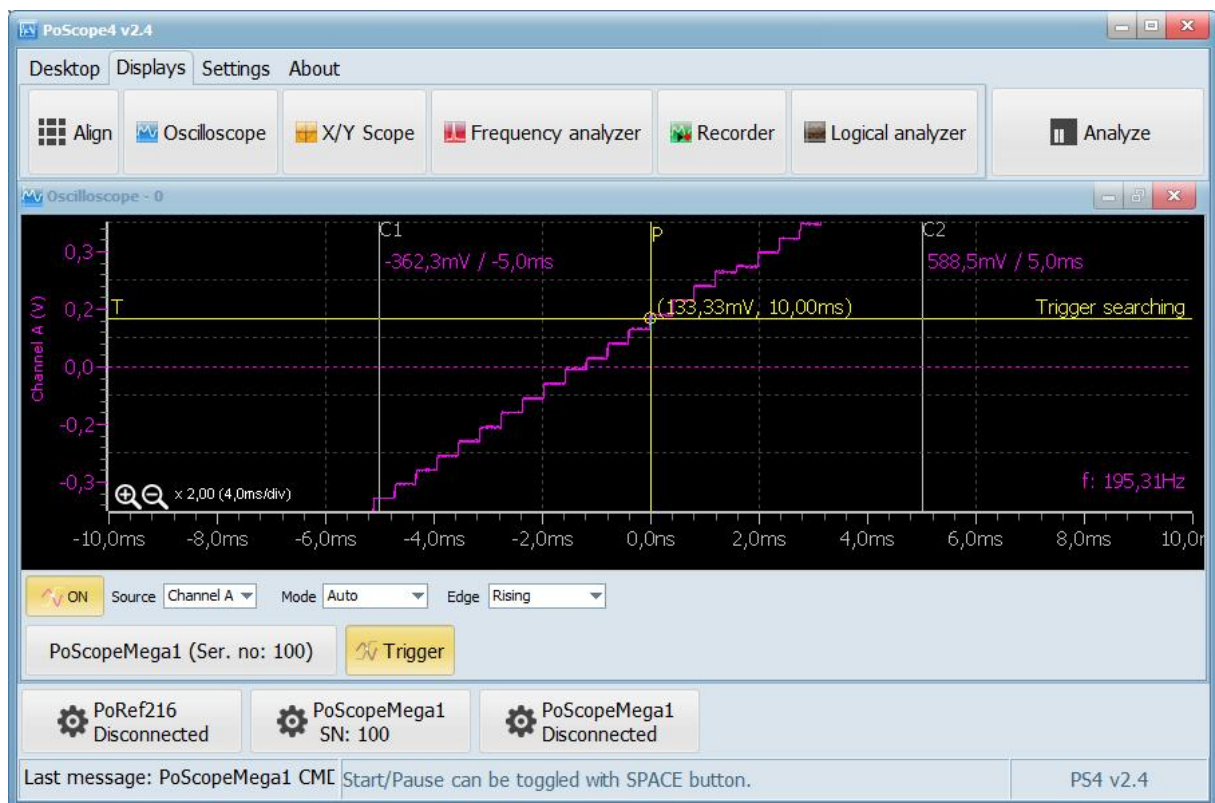 PoScope4 v2.4
Desktop Displays Settings About
Align Oscilloscope X/Y Scope Frequency analyzer Recorder Logical analyzer Analyze
Oscilloscope - 0
Channel A (V)
0,3
0,2
0,0
-0,2
-0,3
C1
-362,3mV / -5,0ms
P
C2
588,5mV / 5,0ms
T
(133,33mV, 10,00ms)
Trigger searching
f: 195,31Hz
x 2,00 (4,0ms/div)
-10,0ms -8,0ms -6,0ms -4,0ms -2,0ms 0,0ms 2,0ms 4,0ms 6,0ms 8,0ms 10,0
ON Source Channel A Mode Auto Edge Rising
PoScopeMega1 (Ser. no: 100) Trigger
PoRef216
Disconnected
PoScopeMega1
SN: 100
PoScopeMega1
Disconnected
Last message: PoScopeMega1 CMD Start/Pause can be toggled with SPACE button. PS4 v2.4